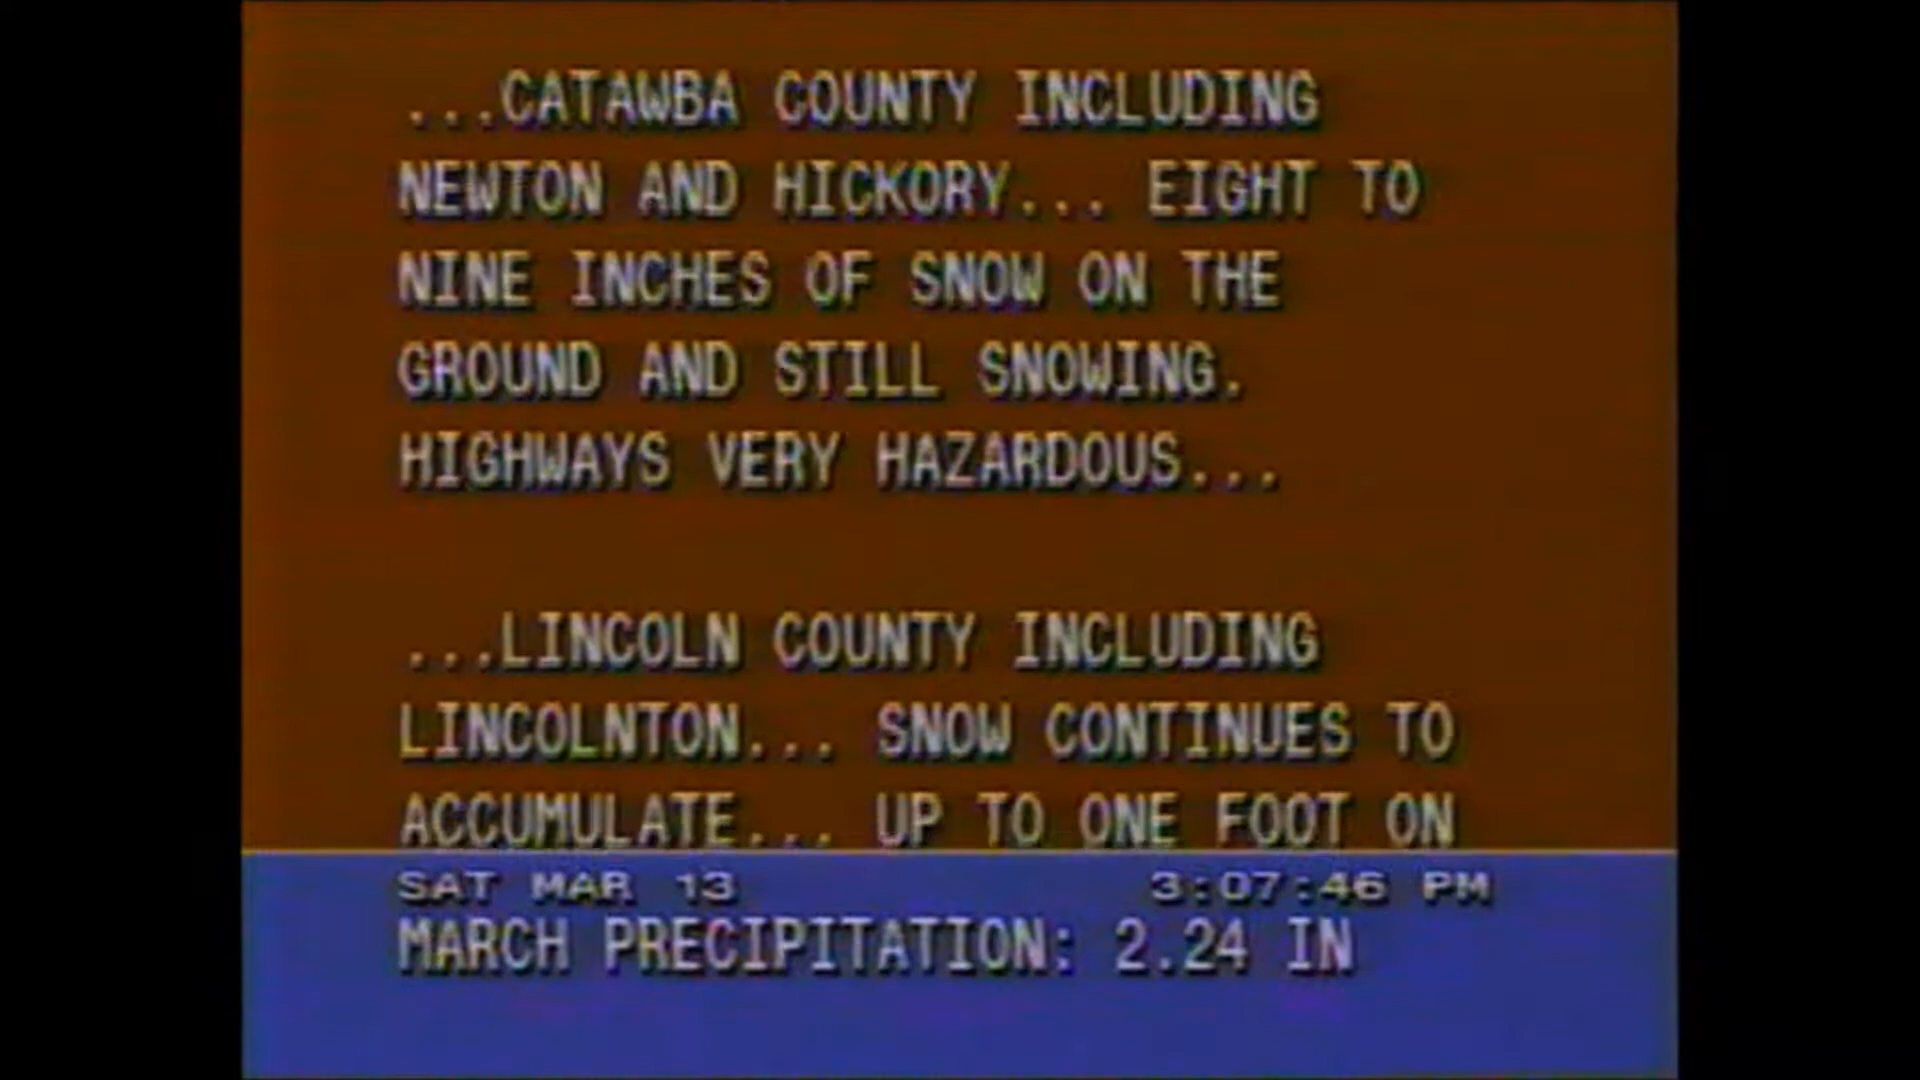 ...CATAWBA COUNTY INCLUDING
NEWTON AND HICKORY... EIGHT TO
NINE INCHES OF SNOW ON THE
GROUND AND STILL SNOWING.
HIGHWAYS VERY HAZARDOUS...
...LINCOLN COUNTY INCLUDING
LINCOLNTON... SNOW CONTINUES TO
ACCUMULATE... UP TO ONE FOOT ON
SAT MAR 13 3:07:46 PM
MARCH PRECIPITATION: 2.24 IN